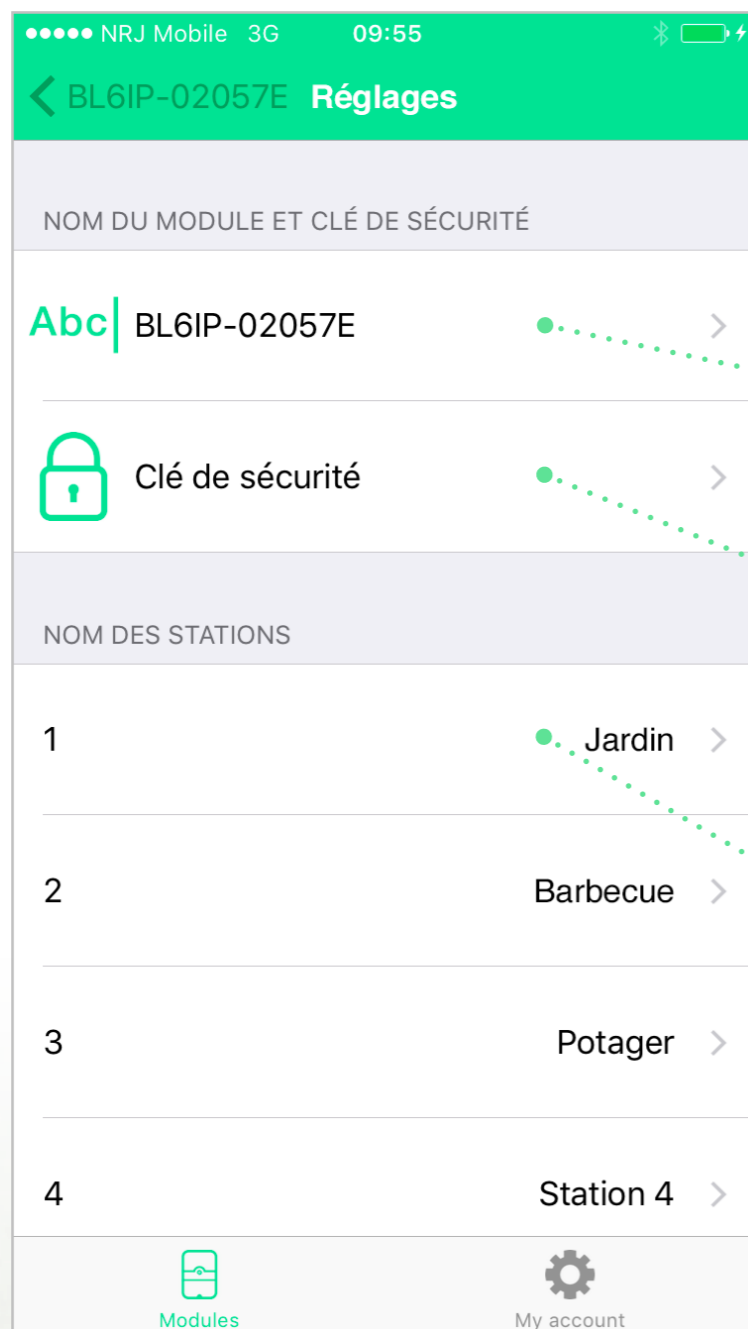 NRJ Mobile 3G 09:55
BL6IP-02057E Réglages
NOM DU MODULE ET CLÉ DE SÉCURITÉ
Abc BL6IP-02057E
Clé de sécurité
NOM DES STATIONS
1 Jardin
2 Barbecue
3 Potager
4 Station 4
Modules My account